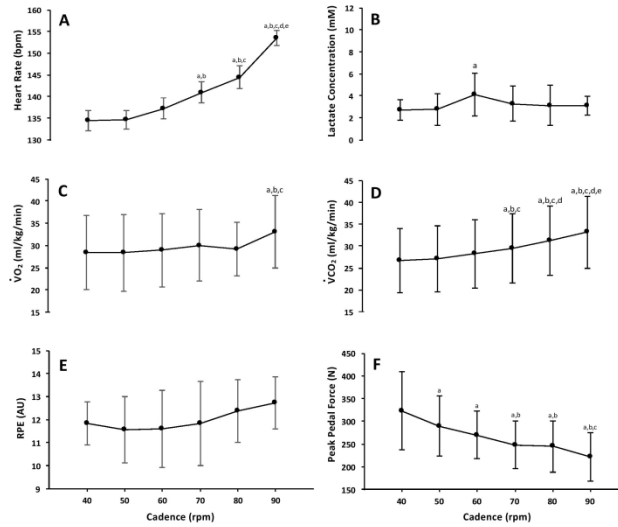 A
Heart Rate (bpm)
160
155
150
145
140
135
130
a,b
a,b,c
a,b,c,d,e
B
Lactate Concentration (mM)
12
10
8
6
4
2
0
a
C
V̇O₂ (ml/kg/min)
45
40
35
30
25
20
15
a,b,c
D
V̇CO₂ (ml/kg/min)
45
40
35
30
25
20
15
a,b,c
a,b,c,d
a,b,c,d,e
E
RPE (AU)
15
14
13
12
11
10
9
40 50 60 70 80 90
Cadence (rpm)
F
Peak Pedal Force (N)
450
400
350
300
250
200
150
a
a
a,b
a,b
a,b,c
40 50 60 70 80 90
Cadence (rpm)